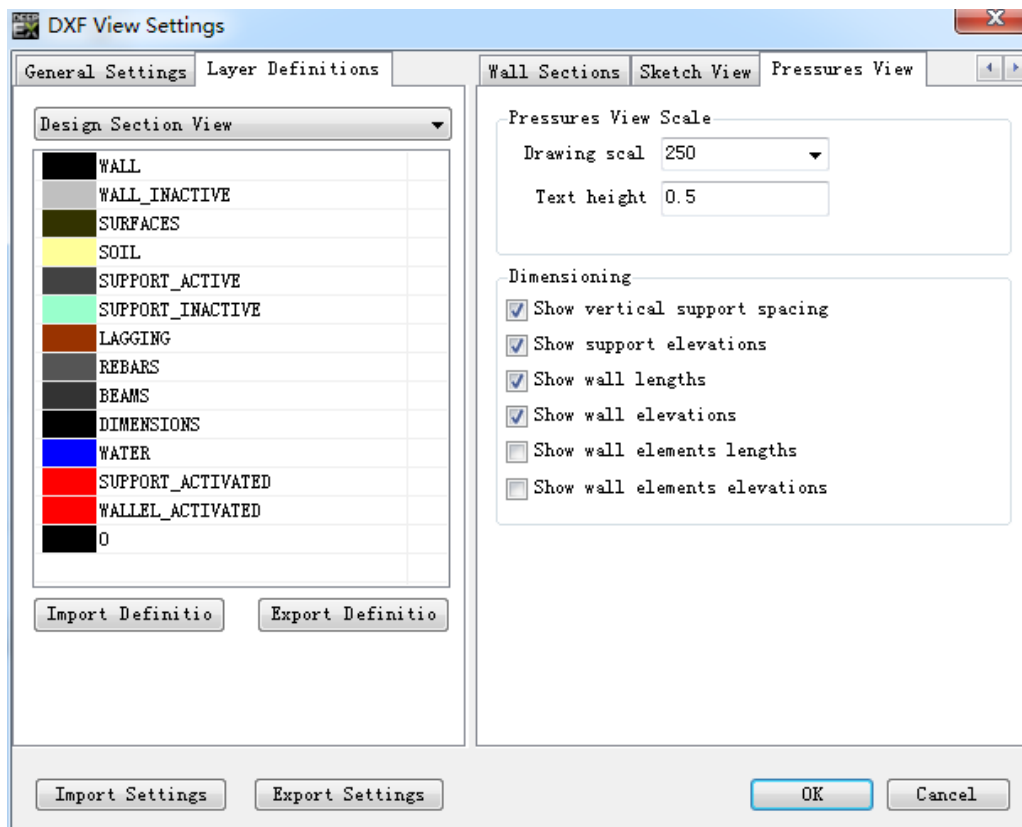 DEEP
EX
DXF View Settings
General Settings
Layer Definitions
Design Section View
WALL
WALL_INACTIVE
SURFACES
SOIL
SUPPORT_ACTIVE
SUPPORT_INACTIVE
LAGGING
REBARS
BEAMS
DIMENSIONS
WATER
SUPPORT_ACTIVATED
WALLEL_ACTIVATED
0
Import Definitio
Export Definitio
Wall Sections
Sketch View
Pressures View
Pressures View Scale
Drawing scal 250
Text height 0.5
Dimensioning
Show vertical support spacing
Show support elevations
Show wall lengths
Show wall elevations
Show wall elements lengths
Show wall elements elevations
Import Settings
Export Settings
OK
Cancel